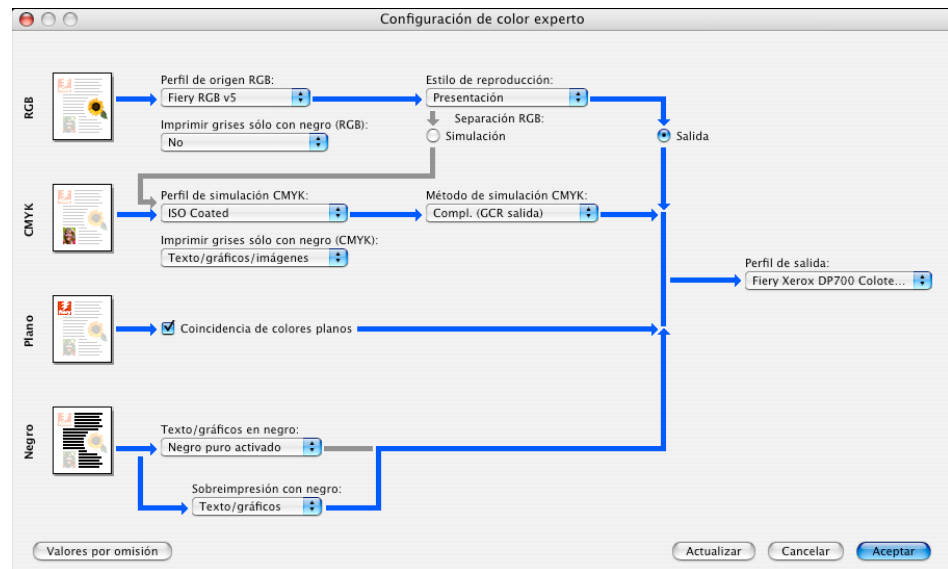 Configuración de color experto
RGB
Perfil de origen RGB:
Fiery RGB v5
Estilo de reproducción:
Presentación
Imprimir grises sólo con negro (RGB):
No
Separación RGB:
Simulación
Salida
CMYK
Perfil de simulación CMYK:
ISO Coated
Método de simulación CMYK:
Compl. (GCR salida)
Imprimir grises sólo con negro (CMYK):
Texto/gráficos/imágenes
Perfil de salida:
Fiery Xerox DP700 Colote...
Plano
Coincidencia de colores planos
Negro
Texto/gráficos en negro:
Negro puro activado
Sobreimpresión con negro:
Texto/gráficos
Valores por omisión
Actualizar
Cancelar
Aceptar